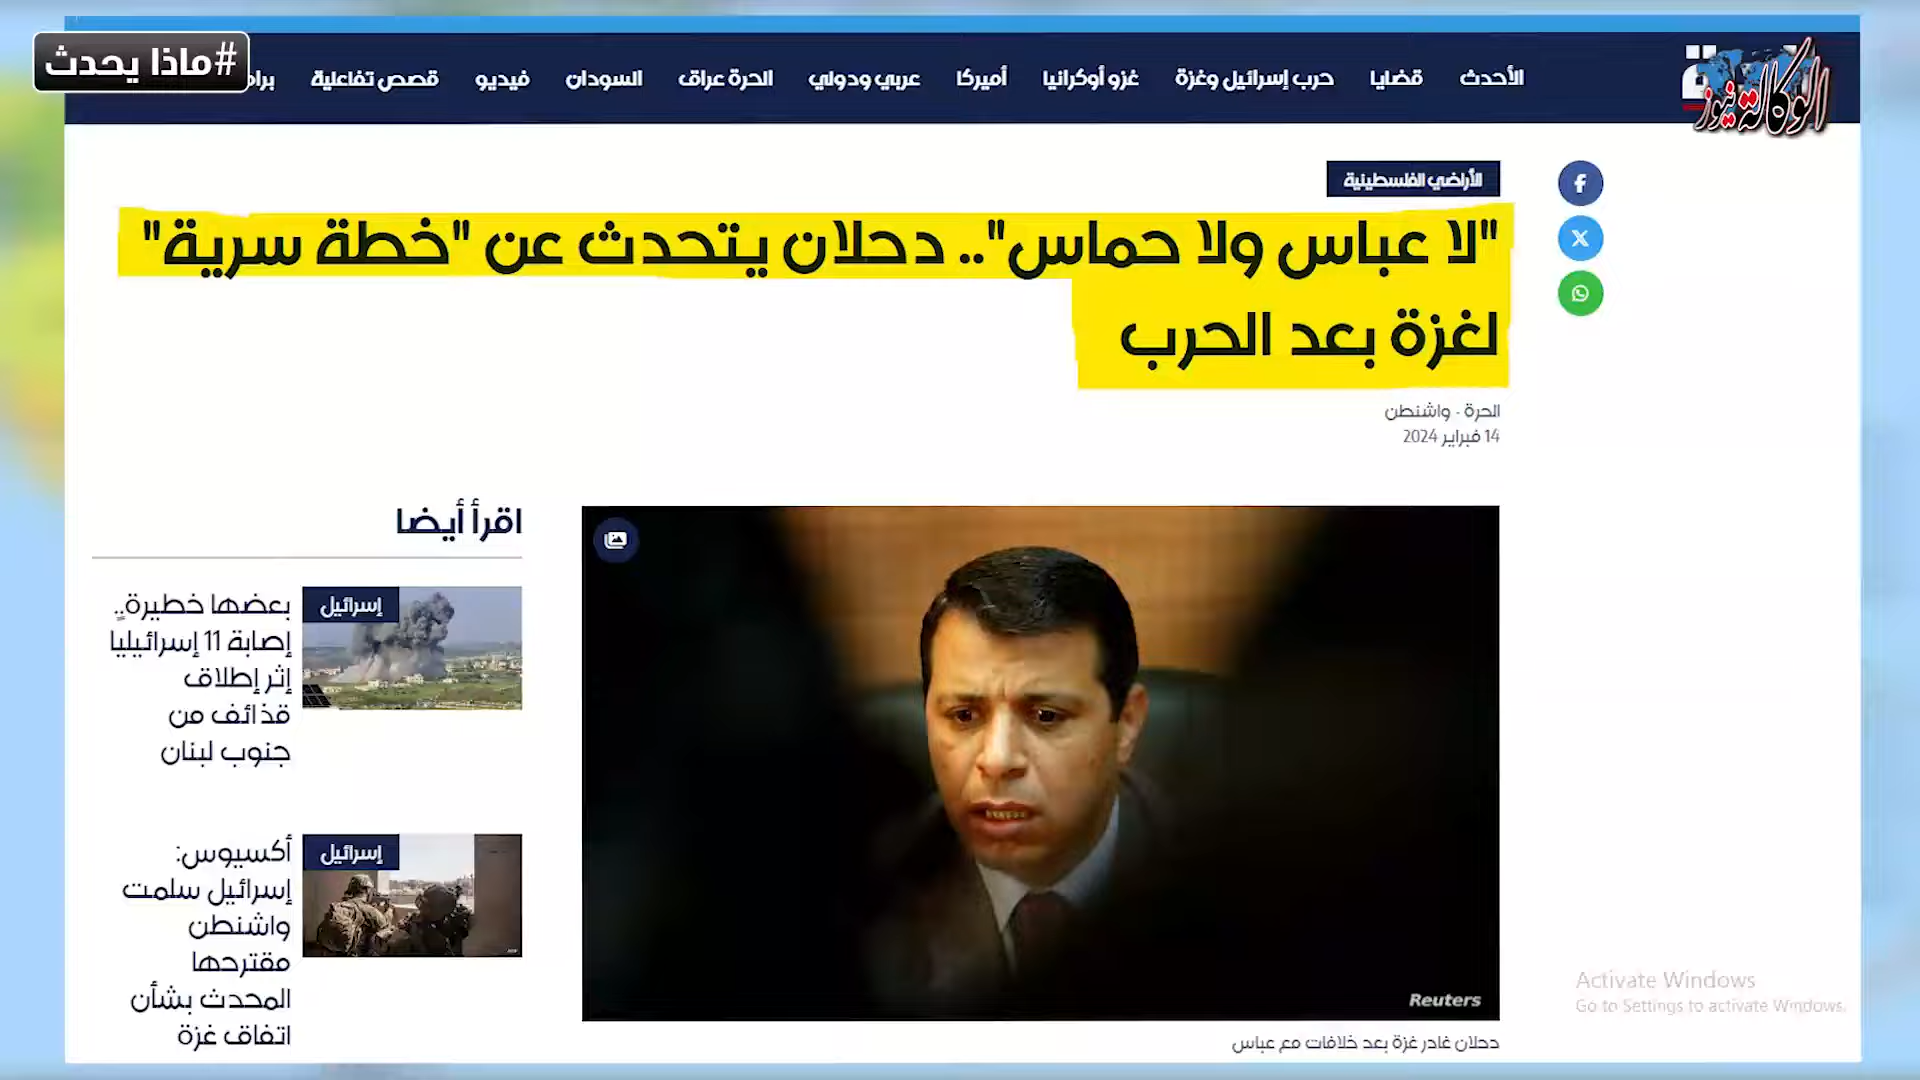 #ماذا يحدث
الأحدث
قضايا
حرب إسرائيل وغزة
غزو أوكرانيا
أميركا
عربي ودولي
الحرة عراق
السودان
فيديو
قصص تفاعلية
الوكالة نيوز
الأراضي الفلسطينية
"لا عباس ولا حماس".. دحلان يتحدث عن "خطة سرية"
لغزة بعد الحرب
الحرة - واشنطن
14 فبراير 2024
اقرأ أيضا
إسرائيل
بعضها خطيرة..
إصابة 11 إسرائيليا
إثر إطلاق
قذائف من
جنوب لبنان
إسرائيل
أكسيوس:
إسرائيل سلمت
واشنطن
مقترحها
المحدث بشأن
اتفاق غزة
Reuters
دحلان غادر غزة بعد خلافات مع عباس
Activate Windows
Go to Settings to activate Windows.